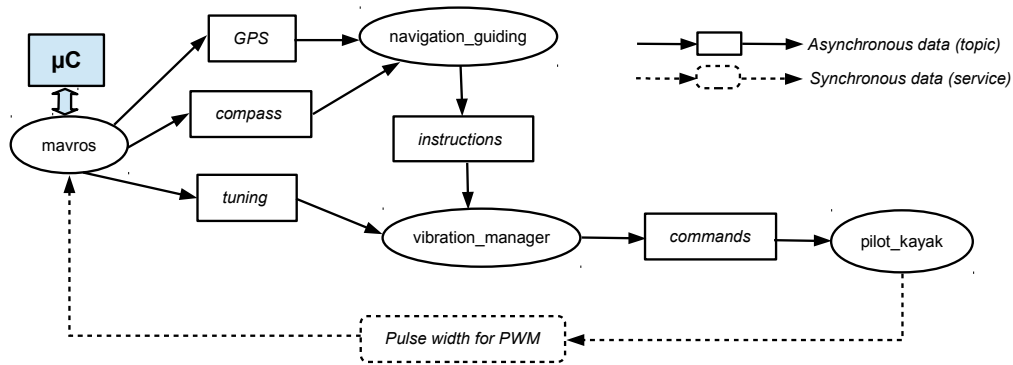 GPS
navigation_guiding
Asynchronous data (topic)
µC
Synchronous data (service)
compass
mavros
instructions
tuning
vibration_manager
commands
pilot_kayak
Pulse width for PWM